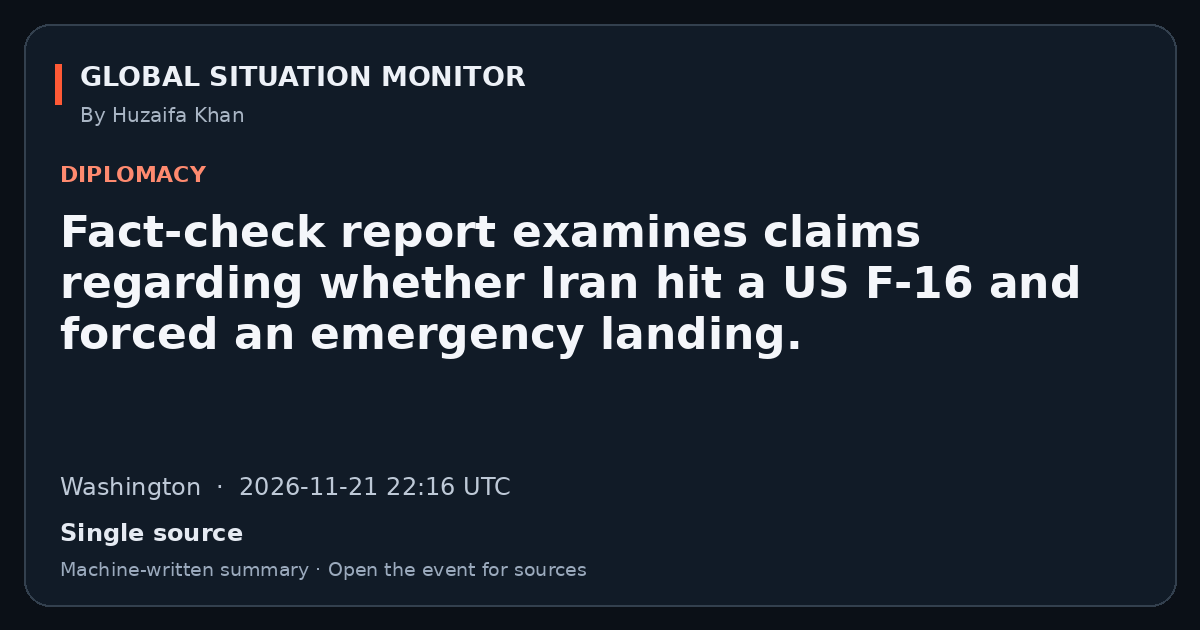 GLOBAL SITUATION MONITOR
By Huzaifa Khan
DIPLOMACY
Fact-check report examines claims
regarding whether Iran hit a US F-16 and
forced an emergency landing.
Washington · 2026-11-21 22:16 UTC
Single source
Machine-written summary · Open the event for sources